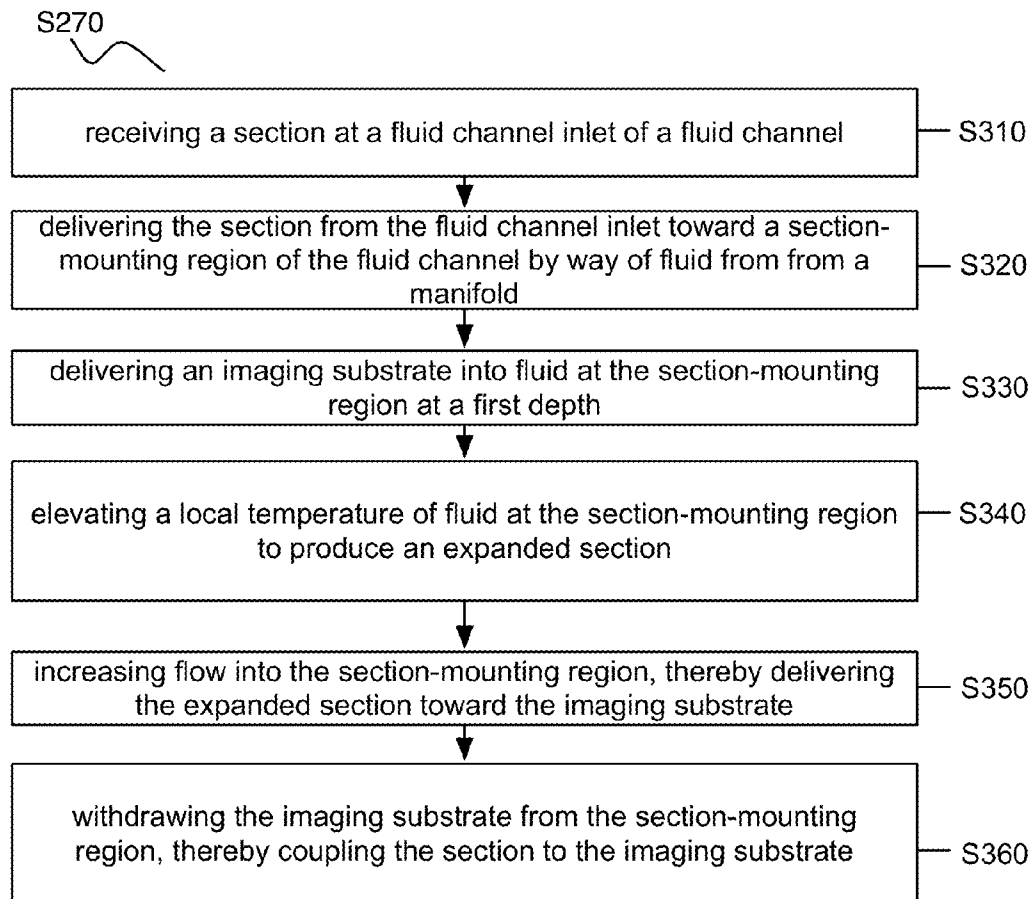 S270
receiving a section at a fluid channel inlet of a fluid channel
S310
delivering the section from the fluid channel inlet toward a section-
mounting region of the fluid channel by way of fluid from from a
manifold
S320
delivering an imaging substrate into fluid at the section-mounting
region at a first depth
S330
elevating a local temperature of fluid at the section-mounting region
to produce an expanded section
S340
increasing flow into the section-mounting region, thereby delivering
the expanded section toward the imaging substrate
S350
withdrawing the imaging substrate from the section-mounting
region, thereby coupling the section to the imaging substrate
S360